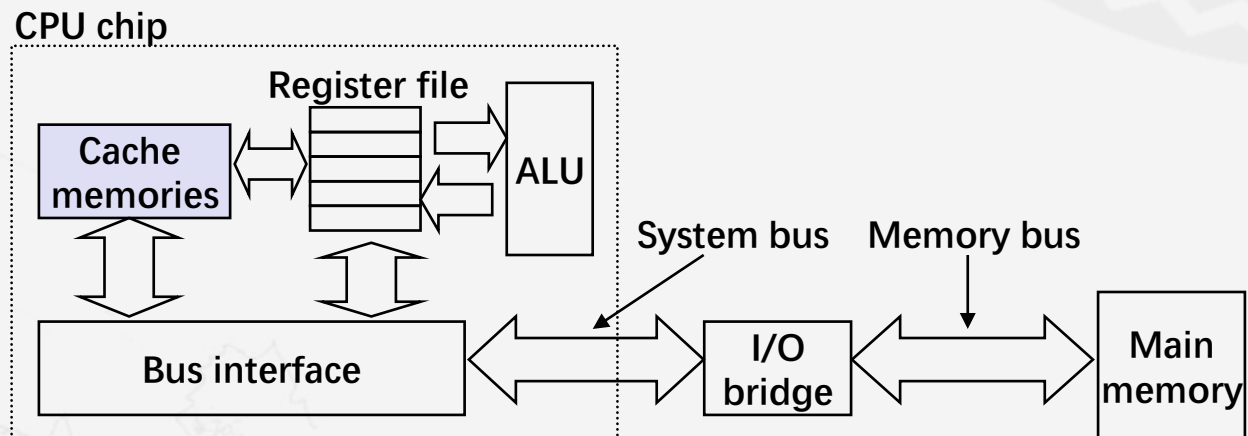 CPU chip
Register file
Cache
memories
ALU
System bus
Memory bus
Bus interface
I/O
bridge
Main
memory